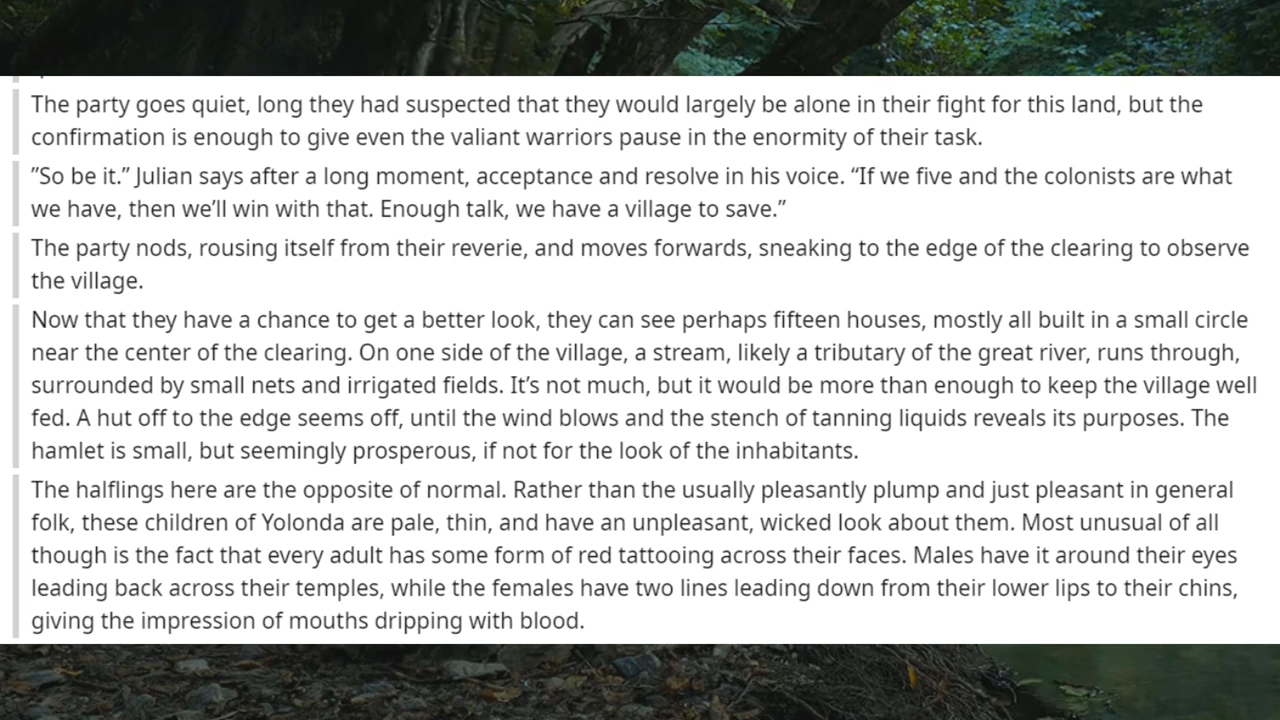 The party goes quiet, long they had suspected that they would largely be alone in their fight for this land, but the
confirmation is enough to give even the valiant warriors pause in the enormity of their task.
”So be it.” Julian says after a long moment, acceptance and resolve in his voice. “If we five and the colonists are what
we have, then we’ll win with that. Enough talk, we have a village to save.”
The party nods, rousing itself from their reverie, and moves forwards, sneaking to the edge of the clearing to observe
the village.
Now that they have a chance to get a better look, they can see perhaps fifteen houses, mostly all built in a small circle
near the center of the clearing. On one side of the village, a stream, likely a tributary of the great river, runs through,
surrounded by small nets and irrigated fields. It’s not much, but it would be more than enough to keep the village well
fed. A hut off to the edge seems off, until the wind blows and the stench of tanning liquids reveals its purposes. The
hamlet is small, but seemingly prosperous, if not for the look of the inhabitants.
The halflings here are the opposite of normal. Rather than the usually pleasantly plump and just pleasant in general
folk, these children of Yolonda are pale, thin, and have an unpleasant, wicked look about them. Most unusual of all
though is the fact that every adult has some form of red tattooing across their faces. Males have it around their eyes
leading back across their temples, while the females have two lines leading down from their lower lips to their chins,
giving the impression of mouths dripping with blood.